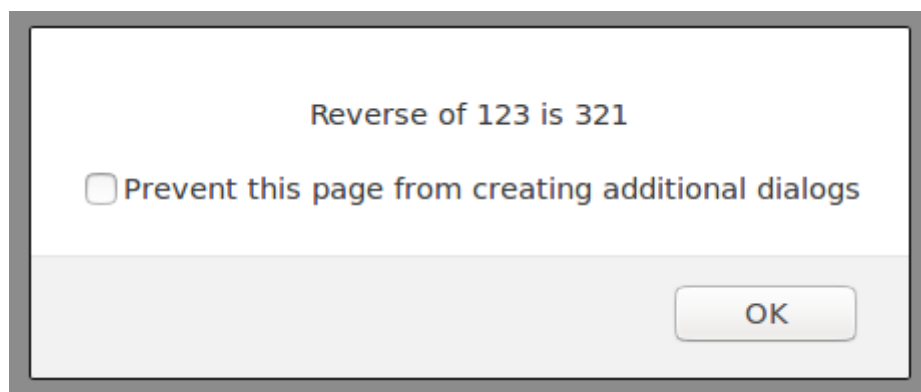 Reverse of 123 is 321
Prevent this page from creating additional dialogs
OK